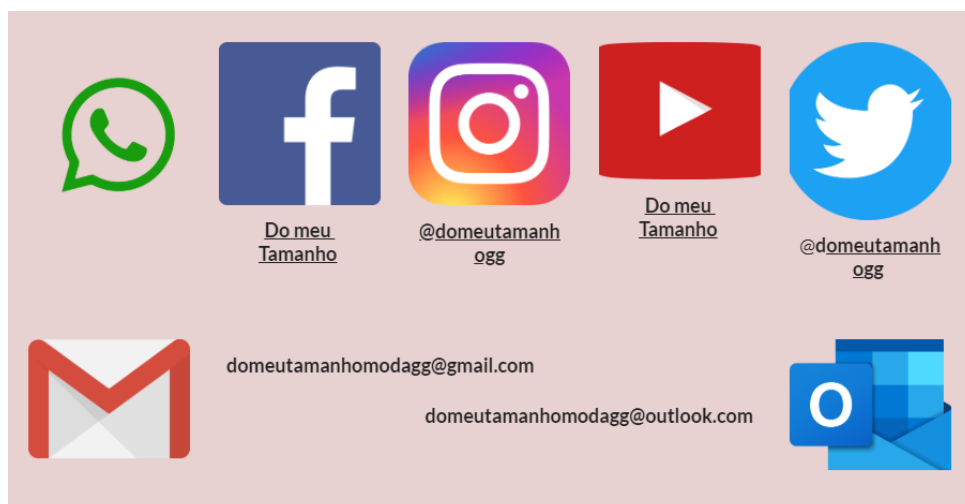 Do meu
Tamanho
@domeutamanh
ogg
Do meu
Tamanho
@domeutamanh
ogg
domeutamanhomodagg@gmail.com
domeutamanhomodagg@outlook.com
O